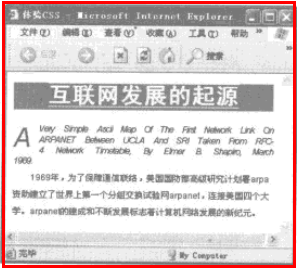 体验CSS - Microsoft Internet Explorer
文件(F) 编辑(E) 查看(V) 收藏(A) 工具(T) 帮助 »
后退 搜索 »
互联网发展的起源
A Very Simple Ascii Map Of The First Network Link On
ARPANET Between UCLA And SRI Taken From RFC-
4 Network Timetable, By Elmer B. Shapiro, March
1969.
1969年,为了保障通信联络,美国国防部高级研究计划署arpa
资助建立了世界上第一个分组交换试验网arpanet,连接美国四个大
学。arpanet的建成和不断发展标志着计算机网络发展的新纪元。
完毕 My Computer